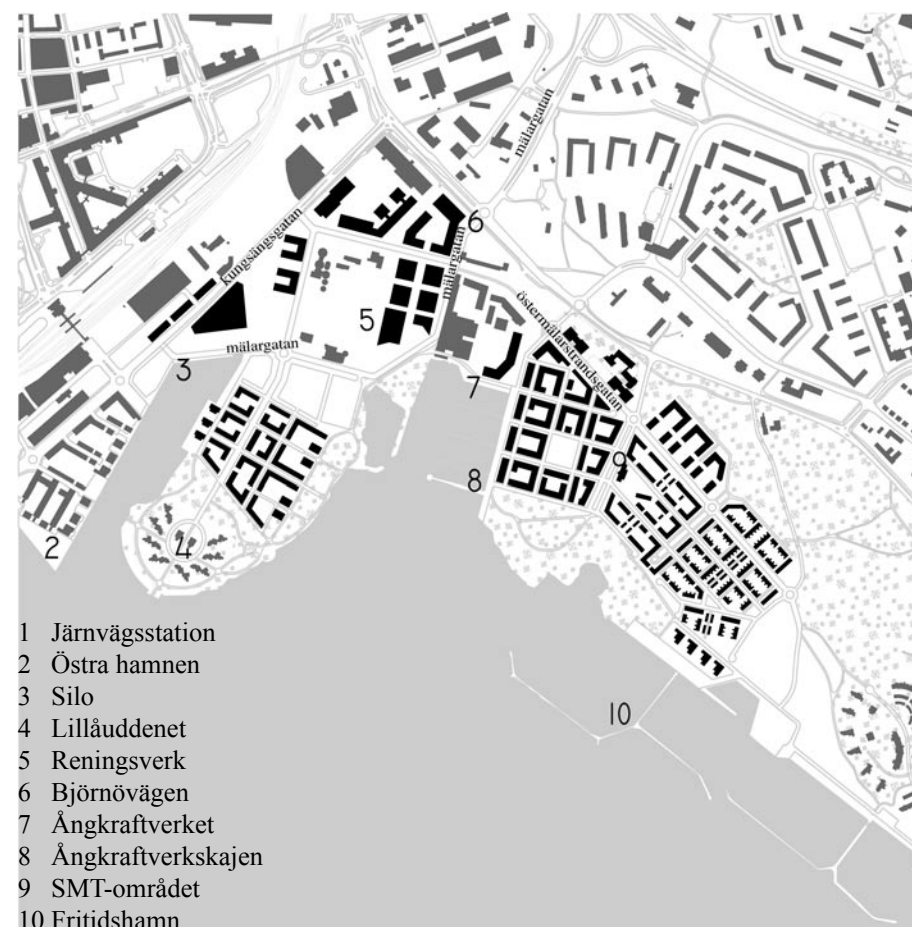 mälargatan
kungsängsgatan
6
mälargatan
5
östermälarstrandsgatan
mälargatan
3
7
9
8
2
4
10
1 Järnvägsstation
2 Östra hamnen
3 Silo
4 Lillåuddenet
5 Reningsverk
6 Björnövägen
7 Ångkraftverket
8 Ångkraftverkskajen
9 SMT-området
10 Fritidshamn